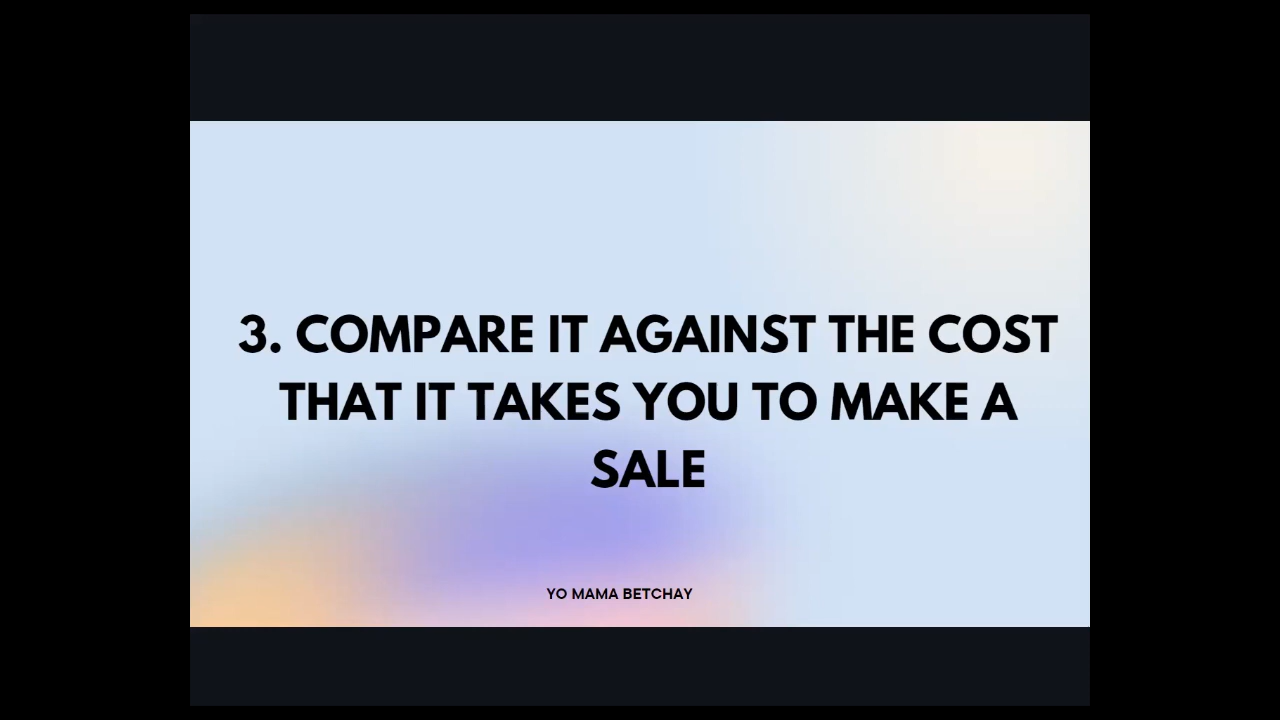 3. COMPARE IT AGAINST THE COST
THAT IT TAKES YOU TO MAKE A
SALE
YO MAMA BETCHAY